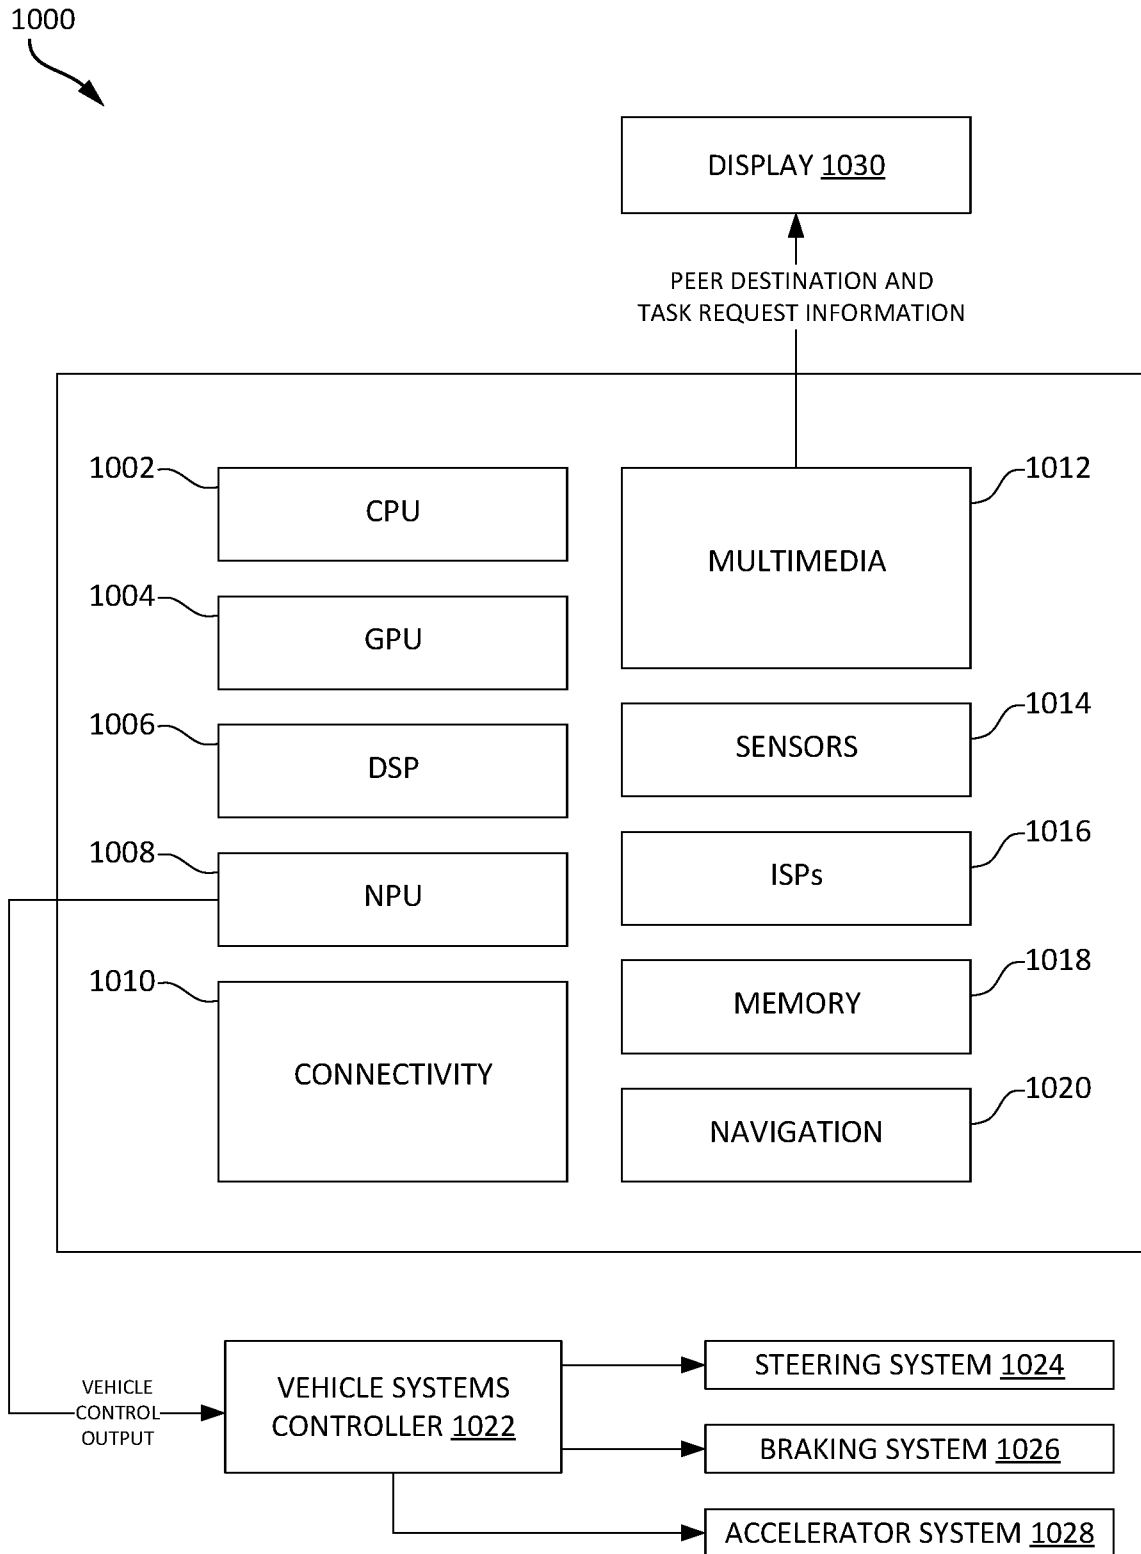 1000
DISPLAY 1030
PEER DESTINATION AND
TASK REQUEST INFORMATION
1002
CPU
1012
MULTIMEDIA
1004
GPU
1006
DSP
1014
SENSORS
1008
NPU
1016
ISPs
1010
CONNECTIVITY
1018
MEMORY
1020
NAVIGATION
VEHICLE
CONTROL
OUTPUT
VEHICLE SYSTEMS
CONTROLLER 1022
STEERING SYSTEM 1024
BRAKING SYSTEM 1026
ACCELERATOR SYSTEM 1028